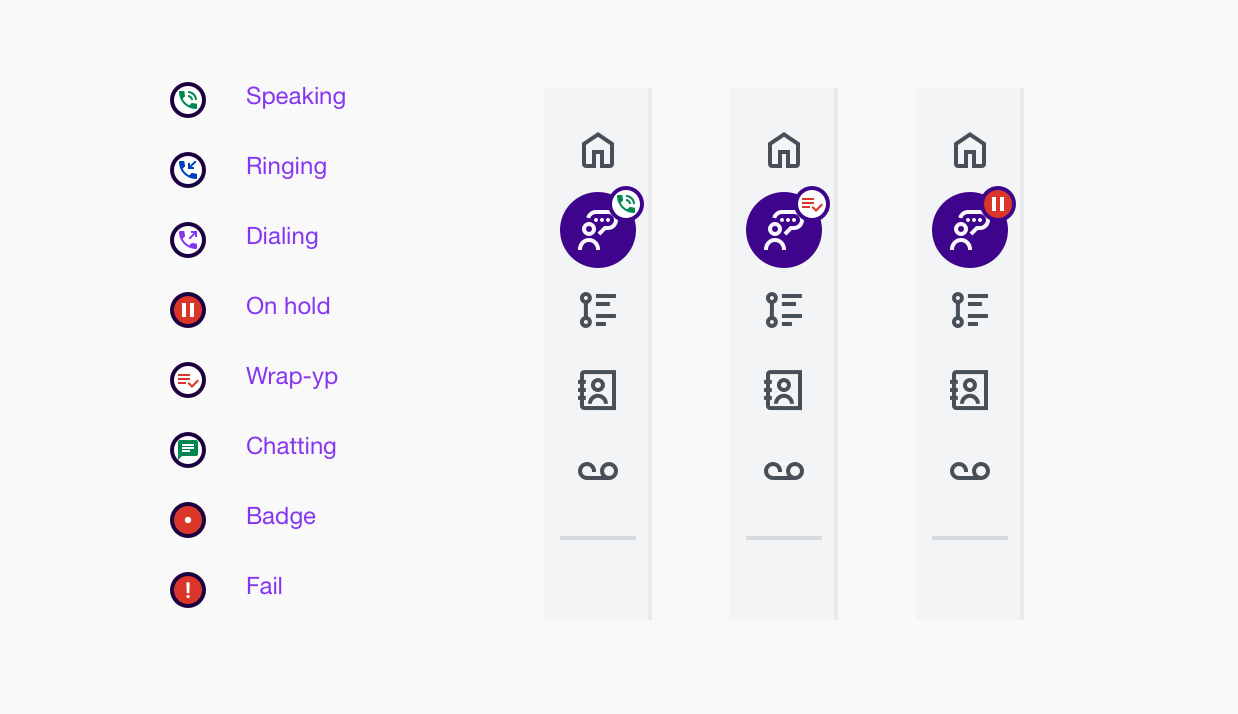 Speaking
Ringing
Dialing
On hold
Wrap-yp
Chatting
Badge
Fail